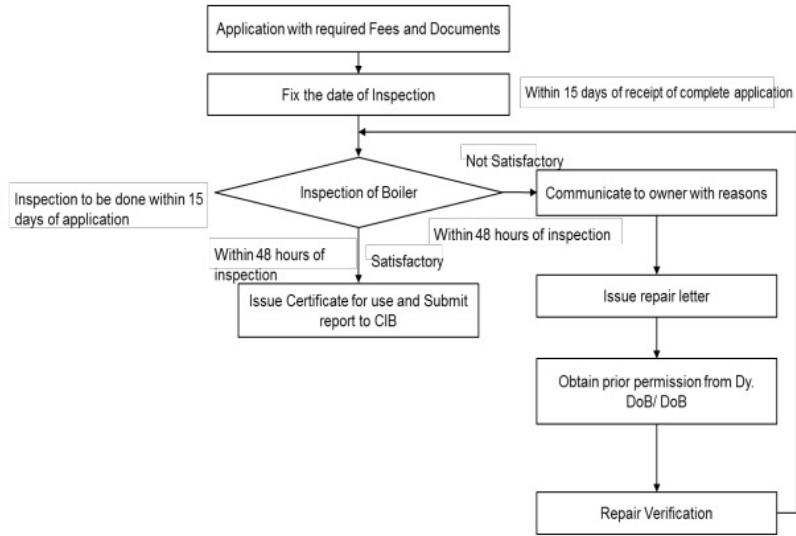 Application with required Fees and Documents
Fix the date of Inspection
Within 15 days of receipt of complete application
Not Satisfactory
Inspection of Boiler
Communicate to owner with reasons
Inspection to be done within 15
days of application
Within 48 hours of inspection
Within 48 hours of
inspection
Satisfactory
Issue Certificate for use and Submit
report to CIB
Issue repair letter
Obtain prior permission from Dy.
DoB/ DoB
Repair Verification